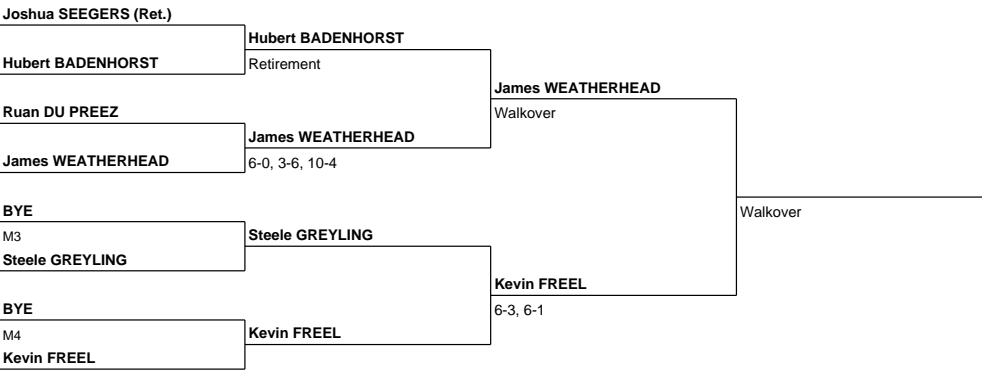 Joshua SEEGERS (Ret.)
Hubert BADENHORST
Hubert BADENHORST
Retirement
James WEATHERHEAD
Ruan DU PREEZ
Walkover
James WEATHERHEAD
James WEATHERHEAD
6-0, 3-6, 10-4
BYE
Walkover
M3
Steele GREYLING
Steele GREYLING
Kevin FREEL
BYE
6-3, 6-1
M4
Kevin FREEL
Kevin FREEL